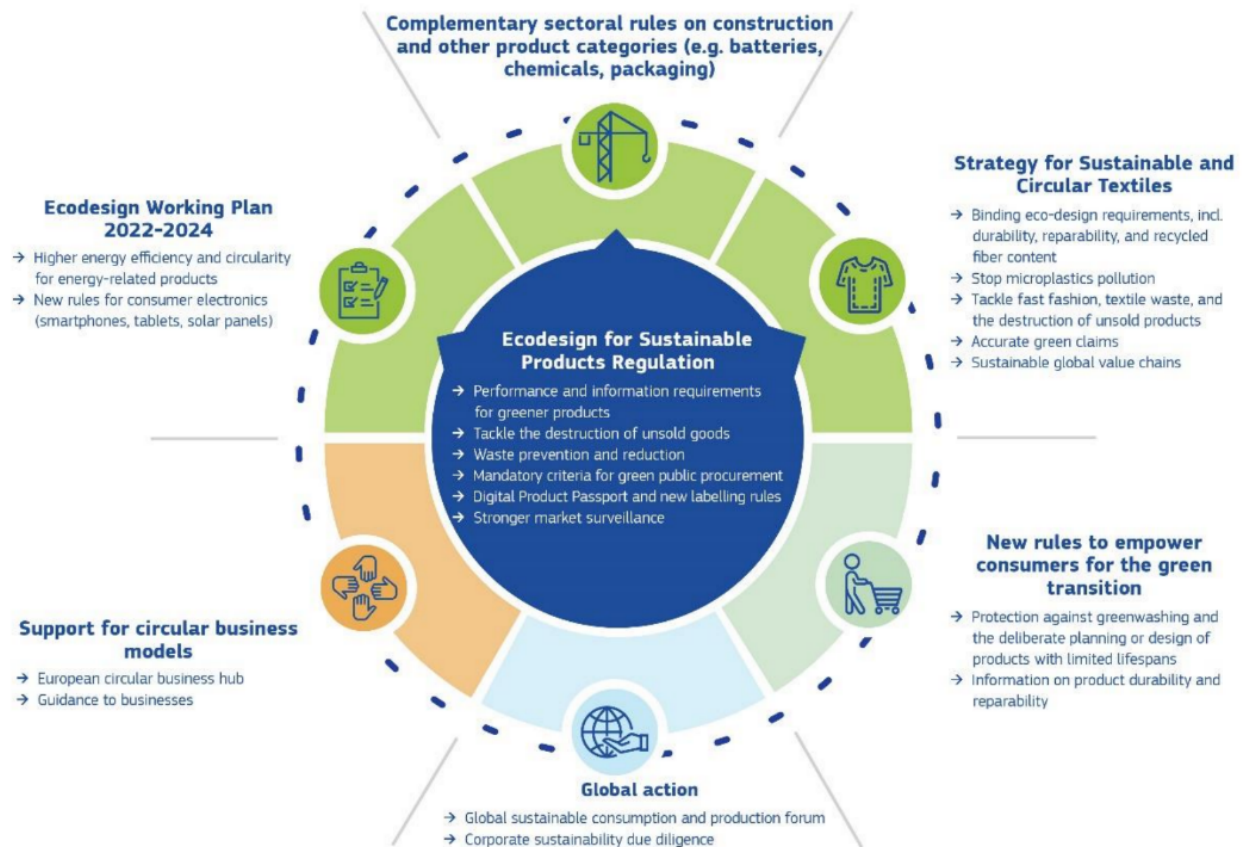 Complementary sectoral rules on construction
and other product categories (e.g. batteries,
chemicals, packaging)
Ecodesign Working Plan
2022-2024
→ Higher energy efficiency and circularity
for energy-related products
→ New rules for consumer electronics
(smartphones, tablets, solar panels)
Strategy for Sustainable and
Circular Textiles
→ Binding eco-design requirements, incl.
durability, reparability, and recycled
fiber content
→ Stop microplastics pollution
→ Tackle fast fashion, textile waste, and
the destruction of unsold products
→ Accurate green claims
→ Sustainable global value chains
Ecodesign for Sustainable
Products Regulation
→ Performance and information requirements
for greener products
→ Tackle the destruction of unsold goods
→ Waste prevention and reduction
→ Mandatory criteria for green public procurement
→ Digital Product Passport and new labelling rules
→ Stronger market surveillance
Support for circular business
models
→ European circular business hub
→ Guidance to businesses
New rules to empower
consumers for the green
transition
→ Protection against greenwashing and
the deliberate planning or design of
products with limited lifespans
→ Information on product durability and
reparability
Global action
→ Global sustainable consumption and production forum
→ Corporate sustainability due diligence